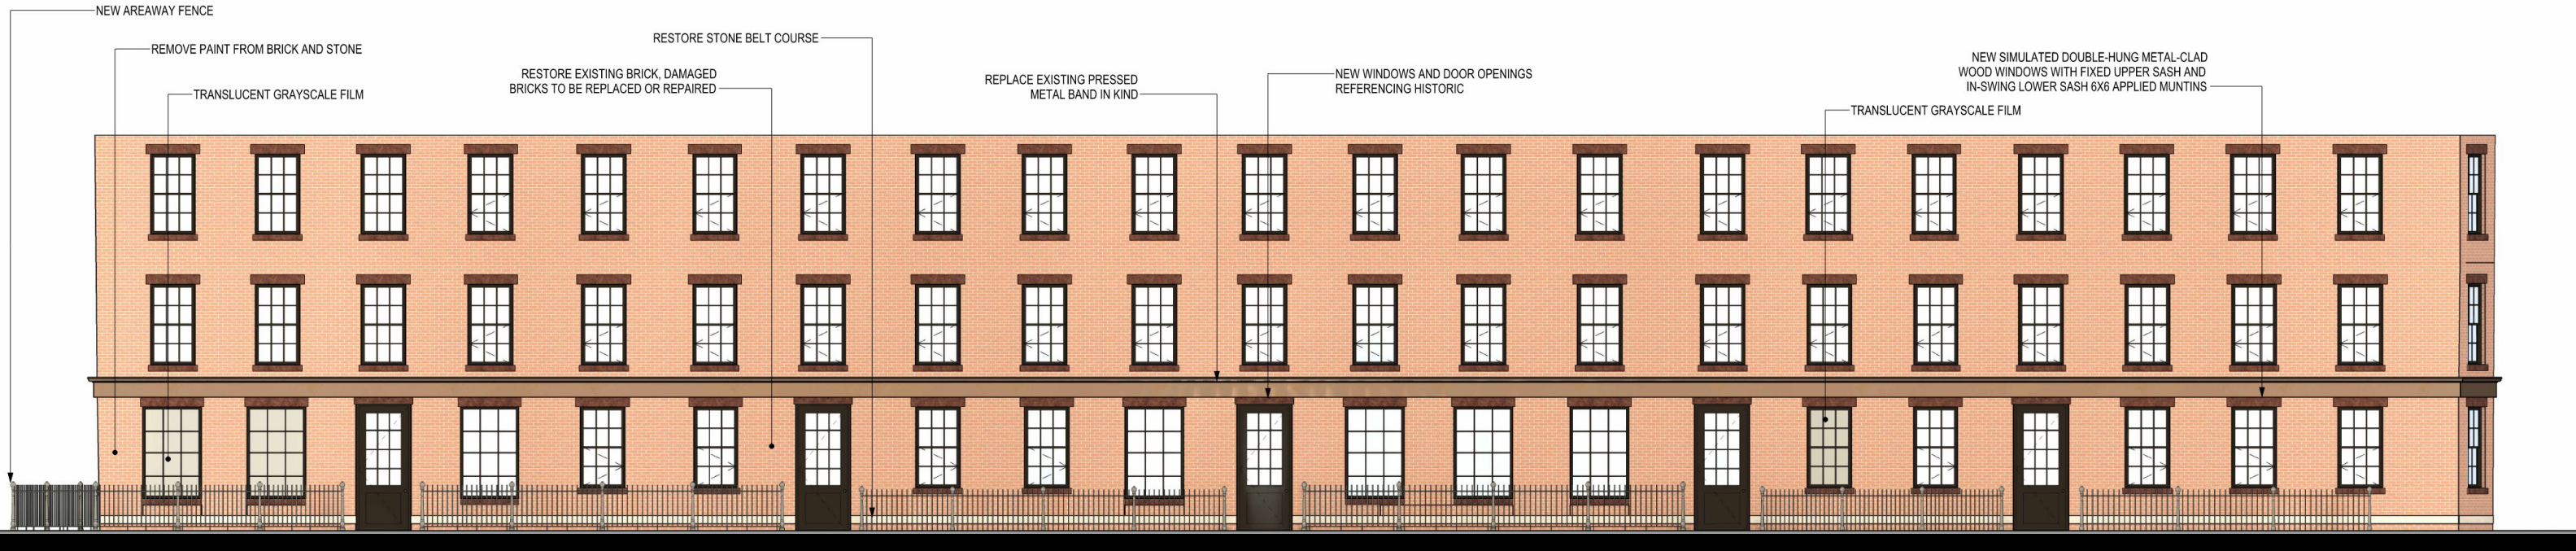 NEW AREAWAY FENCE
REMOVE PAINT FROM BRICK AND STONE
TRANSLUCENT GRAYSCALE FILM
RESTORE EXISTING BRICK, DAMAGED
BRICKS TO BE REPLACED OR REPAIRED
RESTORE STONE BELT COURSE
REPLACE EXISTING PRESSED
METAL BAND IN KIND
NEW WINDOWS AND DOOR OPENINGS
REFERENCING HISTORIC
TRANSLUCENT GRAYSCALE FILM
NEW SIMULATED DOUBLE-HUNG METAL-CLAD
WOOD WINDOWS WITH FIXED UPPER SASH AND
IN-SWING LOWER SASH 6X6 APPLIED MUNTINS